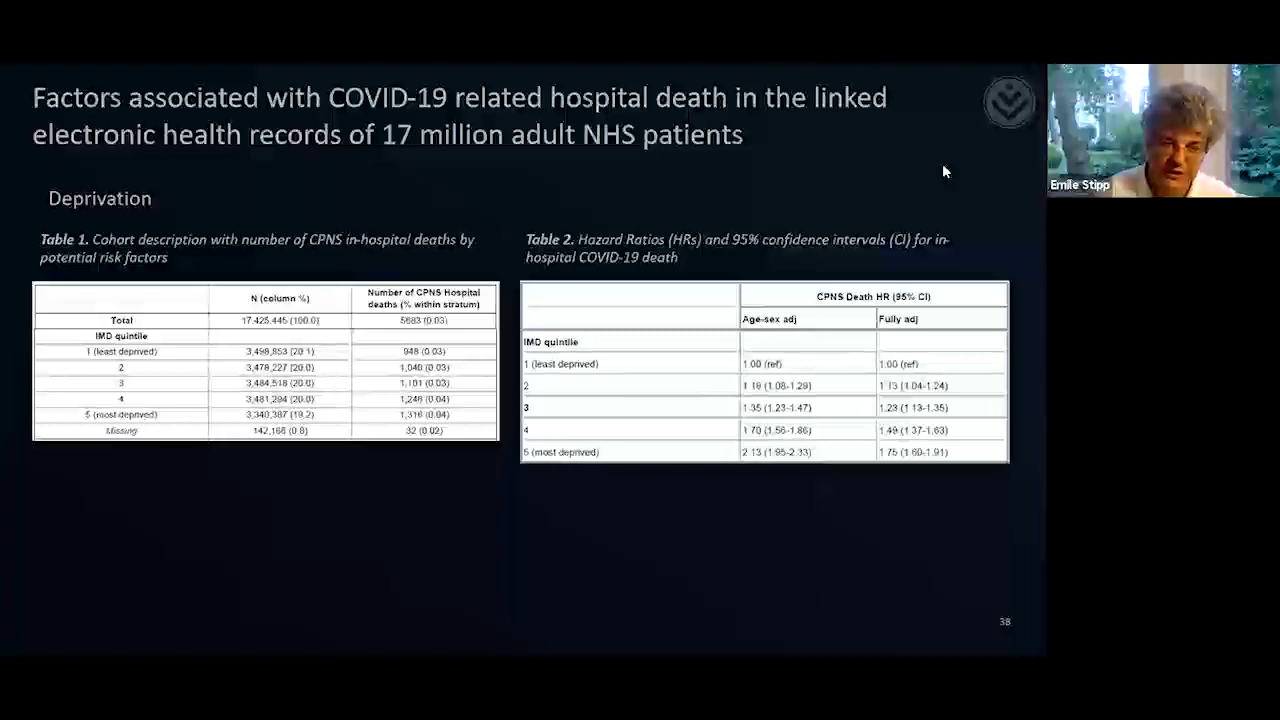 Factors associated with COVID-19 related hospital death in the linked
electronic health records of 17 million adult NHS patients
Emile Stipp
Deprivation
Table 1. Cohort description with number of CPNS in-hospital deaths by
potential risk factors
N (column %) Number of CPNS Hospital
deaths (% within stratum)
Total 17,425,445 (100.0) 5683 (0.03)
IMD quintile
1 (least deprived) 3,498,853 (20.1) 948 (0.03)
2 3,478,227 (20.0) 1,040 (0.03)
3 3,484,518 (20.0) 1,101 (0.03)
4 3,481,294 (20.0) 1,246 (0.04)
5 (most deprived) 3,340,387 (19.2) 1,316 (0.04)
Missing 142,166 (0.8) 32 (0.02)
Table 2. Hazard Ratios (HRs) and 95% confidence intervals (CI) for in-
hospital COVID-19 death
CPNS Death HR (95% CI)
Age-sex adj Fully adj
IMD quintile
1 (least deprived) 1.00 (ref) 1.00 (ref)
2 (1.08-1.29) 1.13 (1.04-1.24)
3 1.35 (1.23-1.47) 1.23 (1.13-1.35)
4 1.70 (1.56-1.86) 1.49 (1.37-1.63)
5 (most deprived) 2.13 (1.95-2.33) 1.75 (1.60-1.91)
38